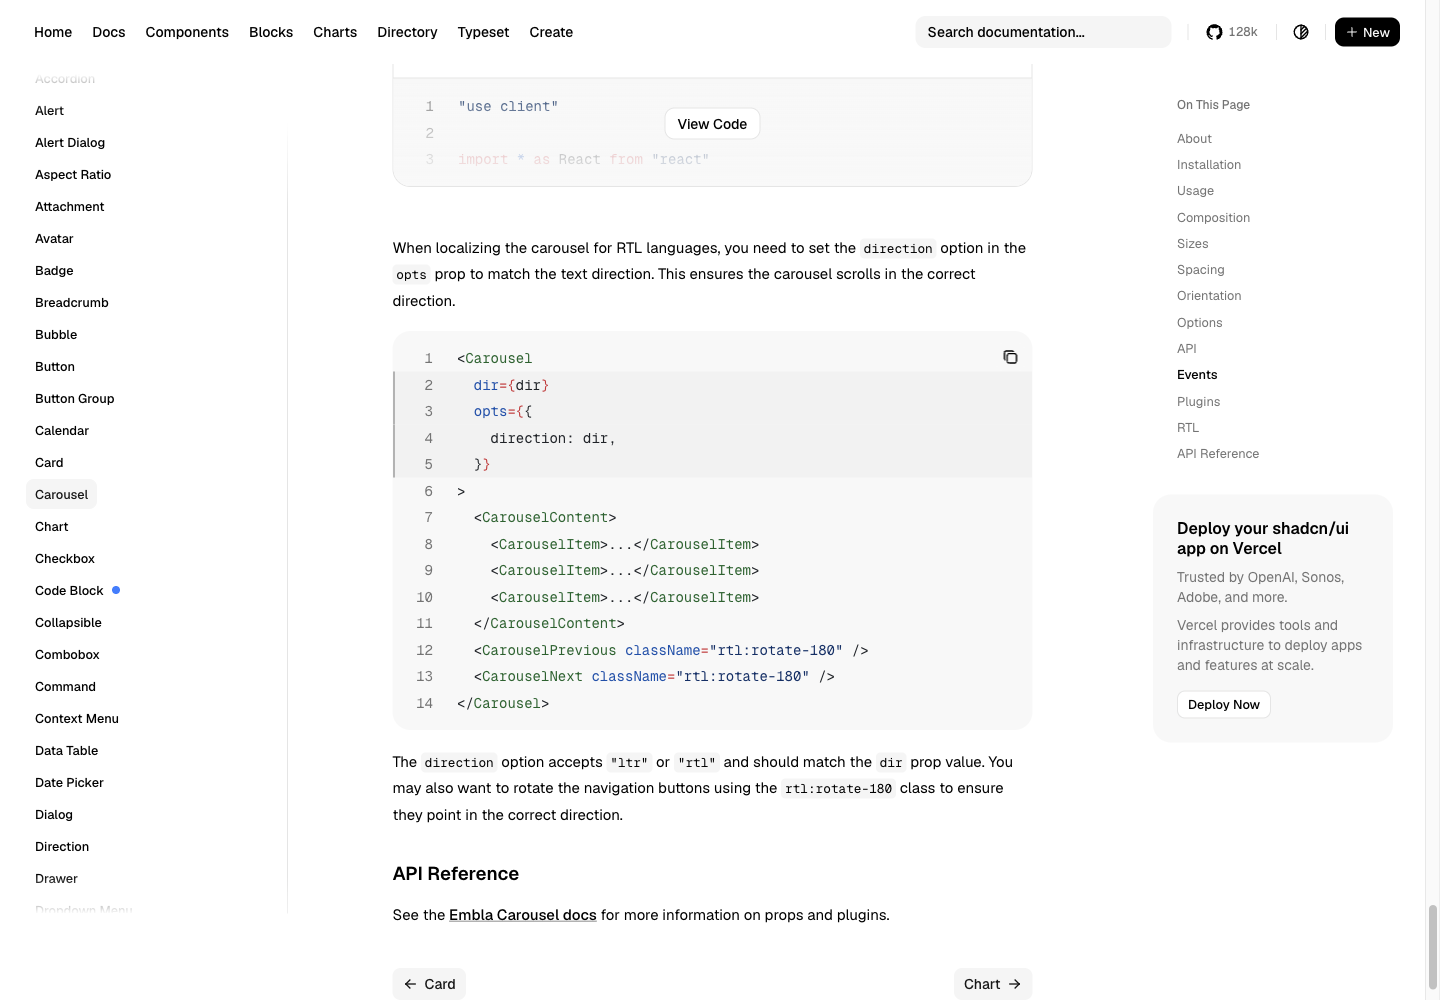 Home Docs Components Blocks Charts Directory Typeset Create Search documentation... 128k New
Accordion
Alert
Alert Dialog
Aspect Ratio
Attachment
Avatar
Badge
Breadcrumb
Bubble
Button
Button Group
Calendar
Card
Carousel
Chart
Checkbox
Code Block
Collapsible
Combobox
Command
Context Menu
Data Table
Date Picker
Dialog
Direction
Drawer
Dropdown Menu
1 "use client"
2
3 import * as React from "react"
View Code
When localizing the carousel for RTL languages, you need to set the direction option in the
opts prop to match the text direction. This ensures the carousel scrolls in the correct
direction.
1 <Carousel
2   dir={dir}
3   opts={{
4     direction: dir,
5   }}
6 >
7   <CarouselContent>
8     <CarouselItem>...</CarouselItem>
9     <CarouselItem>...</CarouselItem>
10     <CarouselItem>...</CarouselItem>
11   </CarouselContent>
12   <CarouselPrevious className="rtl:rotate-180" />
13   <CarouselNext className="rtl:rotate-180" />
14 </Carousel>
The direction option accepts "ltr" or "rtl" and should match the dir prop value. You
may also want to rotate the navigation buttons using the rtl:rotate-180 class to ensure
they point in the correct direction.
API Reference
See the Embla Carousel docs for more information on props and plugins.
← Card
Chart →
On This Page
About
Installation
Usage
Composition
Sizes
Spacing
Orientation
Options
API
Events
Plugins
RTL
API Reference
Deploy your shadcn/ui
app on Vercel
Trusted by OpenAI, Sonos,
Adobe, and more.
Vercel provides tools and
infrastructure to deploy apps
and features at scale.
Deploy Now